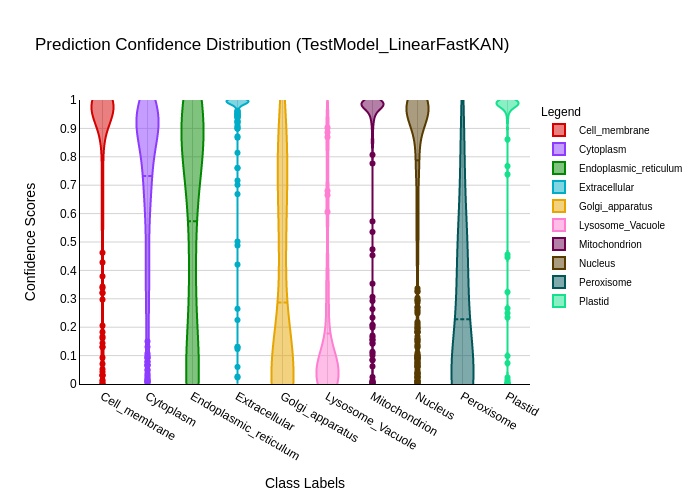 Prediction Confidence Distribution (TestModel_LinearFastKAN)
Legend
Cell_membrane
Cytoplasm
Endoplasmic_reticulum
Extracellular
Golgi_apparatus
Lysosome_Vacuole
Mitochondrion
Nucleus
Peroxisome
Plastid
Confidence Scores
1
0.9
0.8
0.7
0.6
0.5
0.4
0.3
0.2
0.1
0
Cell_membrane
Cytoplasm
Endoplasmic_reticulum
Extracellular
Golgi_apparatus
Lysosome_Vacuole
Mitochondrion
Nucleus
Peroxisome
Plastid
Class Labels